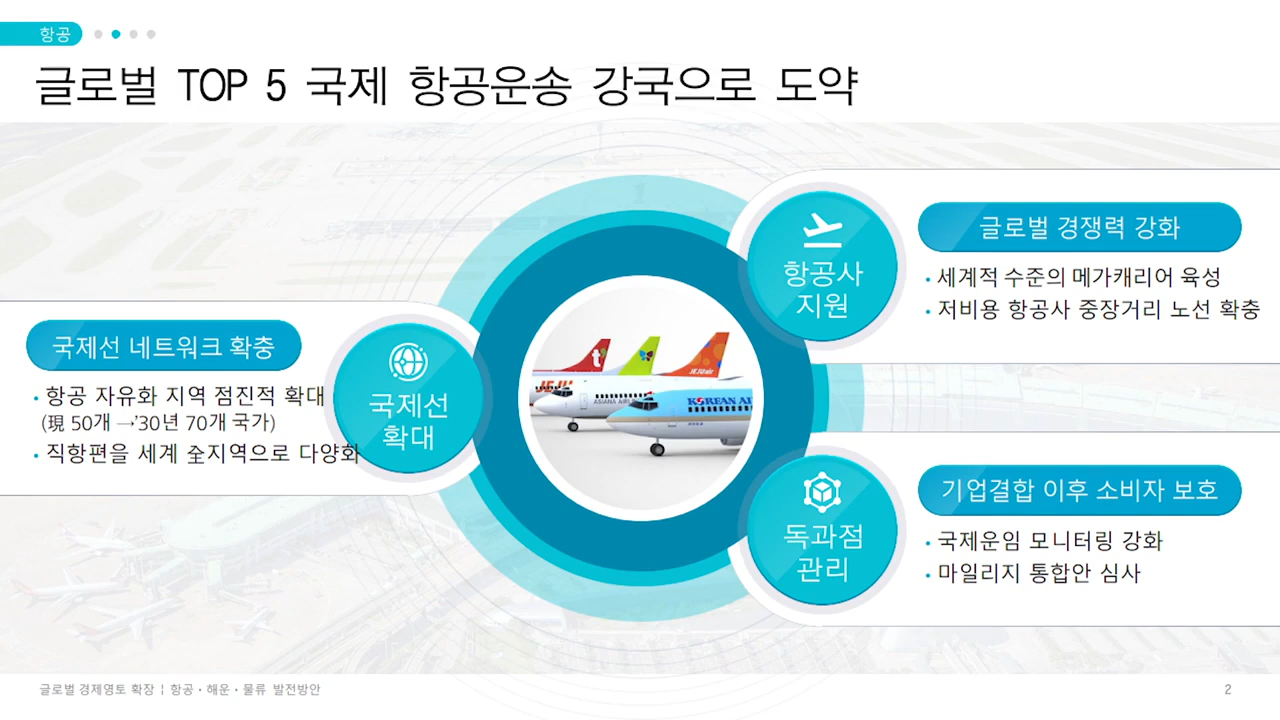 항공
글로벌 TOP 5 국제 항공운송 강국으로 도약
국제선 네트워크 확충
• 항공 자유화 지역 점진적 확대
(現 50개 →'30년 70개 국가)
• 직항편을 세계 全지역으로 다양화
국제선
확대
t
JEJUair
JEJU
ASIANA AIRL
KOREAN AI
항공사
지원
글로벌 경쟁력 강화
• 세계적 수준의 메가캐리어 육성
• 저비용 항공사 중장거리 노선 확충
독과점
관리
기업결합 이후 소비자 보호
• 국제운임 모니터링 강화
• 마일리지 통합안 심사
글로벌 경제영토 확장 | 항공・해운・물류 발전방안
2